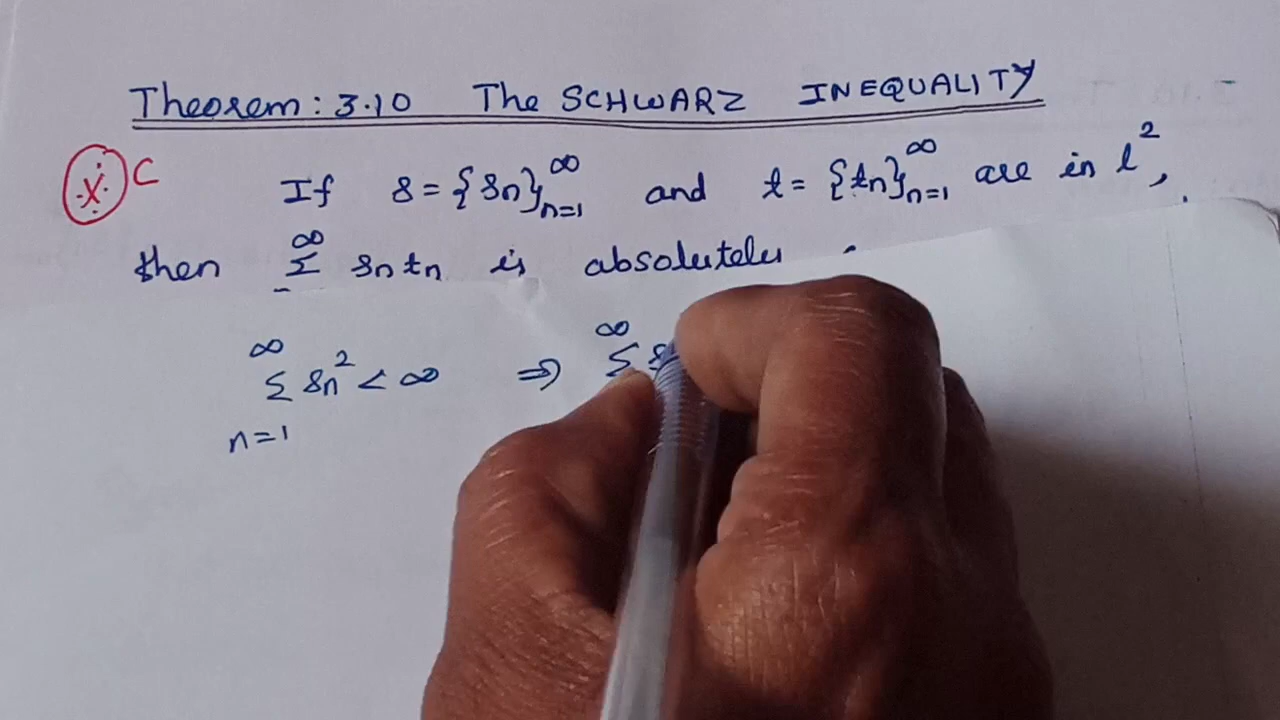 Theorem: 3.10 The SCHWARZ INEQUALITY
*X* C If s = {sn}∞n=1 and t = {tn}∞n=1 are in l²,
then ∞Σ sn tn is absolutely
∞Σn=1 sn² < ∞ ⇒ ∞Σ s